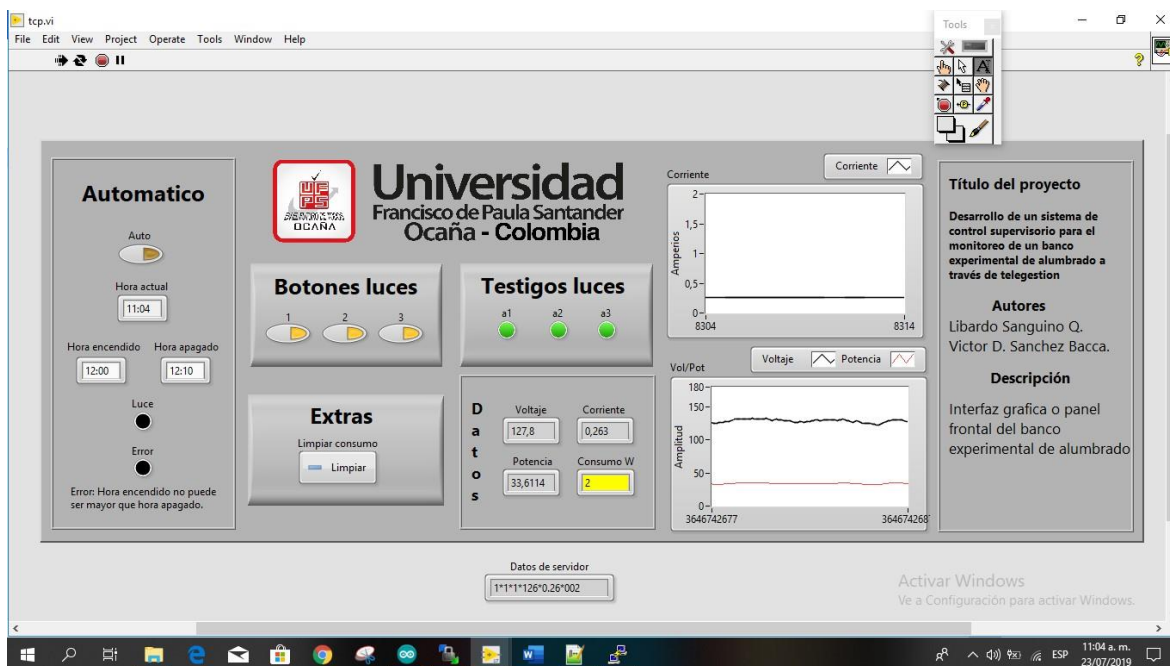 tcp.vi
File Edit View Project Operate Tools Window Help
Tools
Automatico
Auto
Hora actual
11:04
Hora encendido Hora apagado
12:00 12:10
Luce
Error
Error: Hora encendido no puede
ser mayor que hora apagado.
UFPS
OCAÑA
Universidad
Francisco de Paula Santander
Ocaña - Colombia
Botones luces
1 2 3
Testigos luces
a1 a2 a3
Extras
Limpiar consumo
Limpiar
Datos
Voltaje Corriente
127,8 0,263
Potencia Consumo W
33,6114 2
Corriente
Corriente
Amperios
2
1,5
1
0,5
0
8304 8314
Vol/Pot
Voltaje Potencia
Amplitud
180
150
100
50
0
3646742677 364674268
Título del proyecto
Desarrollo de un sistema de
control supervisorio para el
monitoreo de un banco
experimental de alumbrado a
través de telegestion
Autores
Libardo Sanguino Q.
Victor D. Sanchez Bacca.
Descripción
Interfaz grafica o panel
frontal del banco
experimental de alumbrado
Datos de servidor
1*1*1*126*0.26*002
Activar Windows
Ve a Configuración para activar Windows.
ESP
11:04 a. m.
23/07/2019